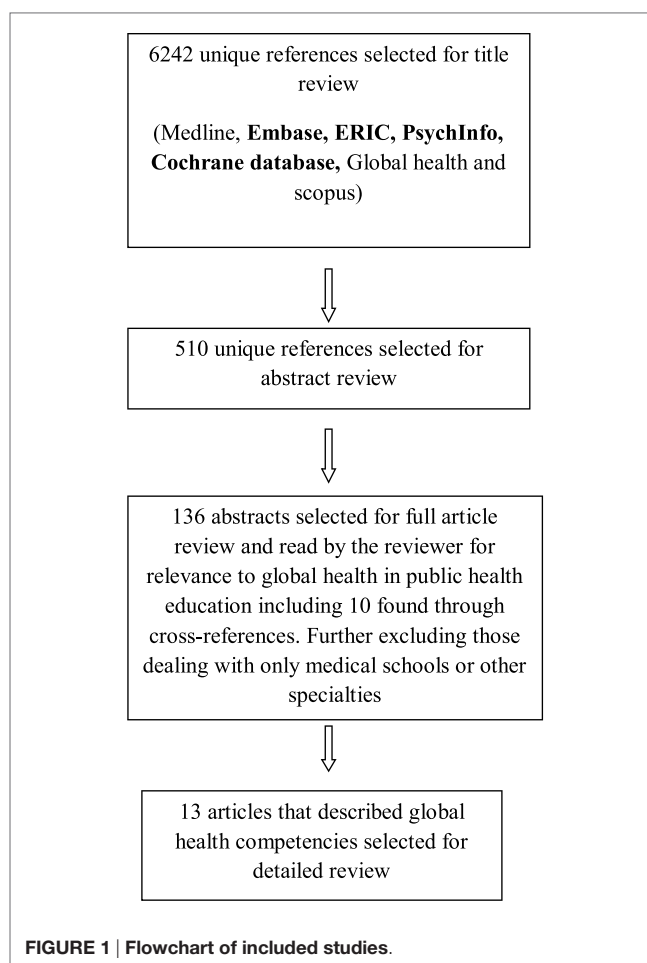 6242 unique references selected for title
review
(Medline, Embase, ERIC, PsychInfo,
Cochrane database, Global health and
scopus)
510 unique references selected for
abstract review
136 abstracts selected for full article
review and read by the reviewer for
relevance to global health in public health
education including 10 found through
cross-references. Further excluding those
dealing with only medical schools or other
specialties
13 articles that described global
health competencies selected for
detailed review
FIGURE 1 | Flowchart of included studies.